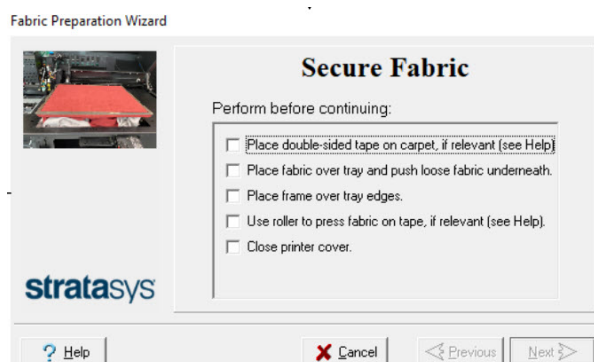 Fabric Preparation Wizard
Secure Fabric
Perform before continuing:
Place double-sided tape on carpet, if relevant (see Help)
Place fabric over tray and push loose fabric underneath.
Place frame over tray edges.
Use roller to press fabric on tape, if relevant (see Help).
Close printer cover.
stratasys
? Help
Cancel
Previous
Next